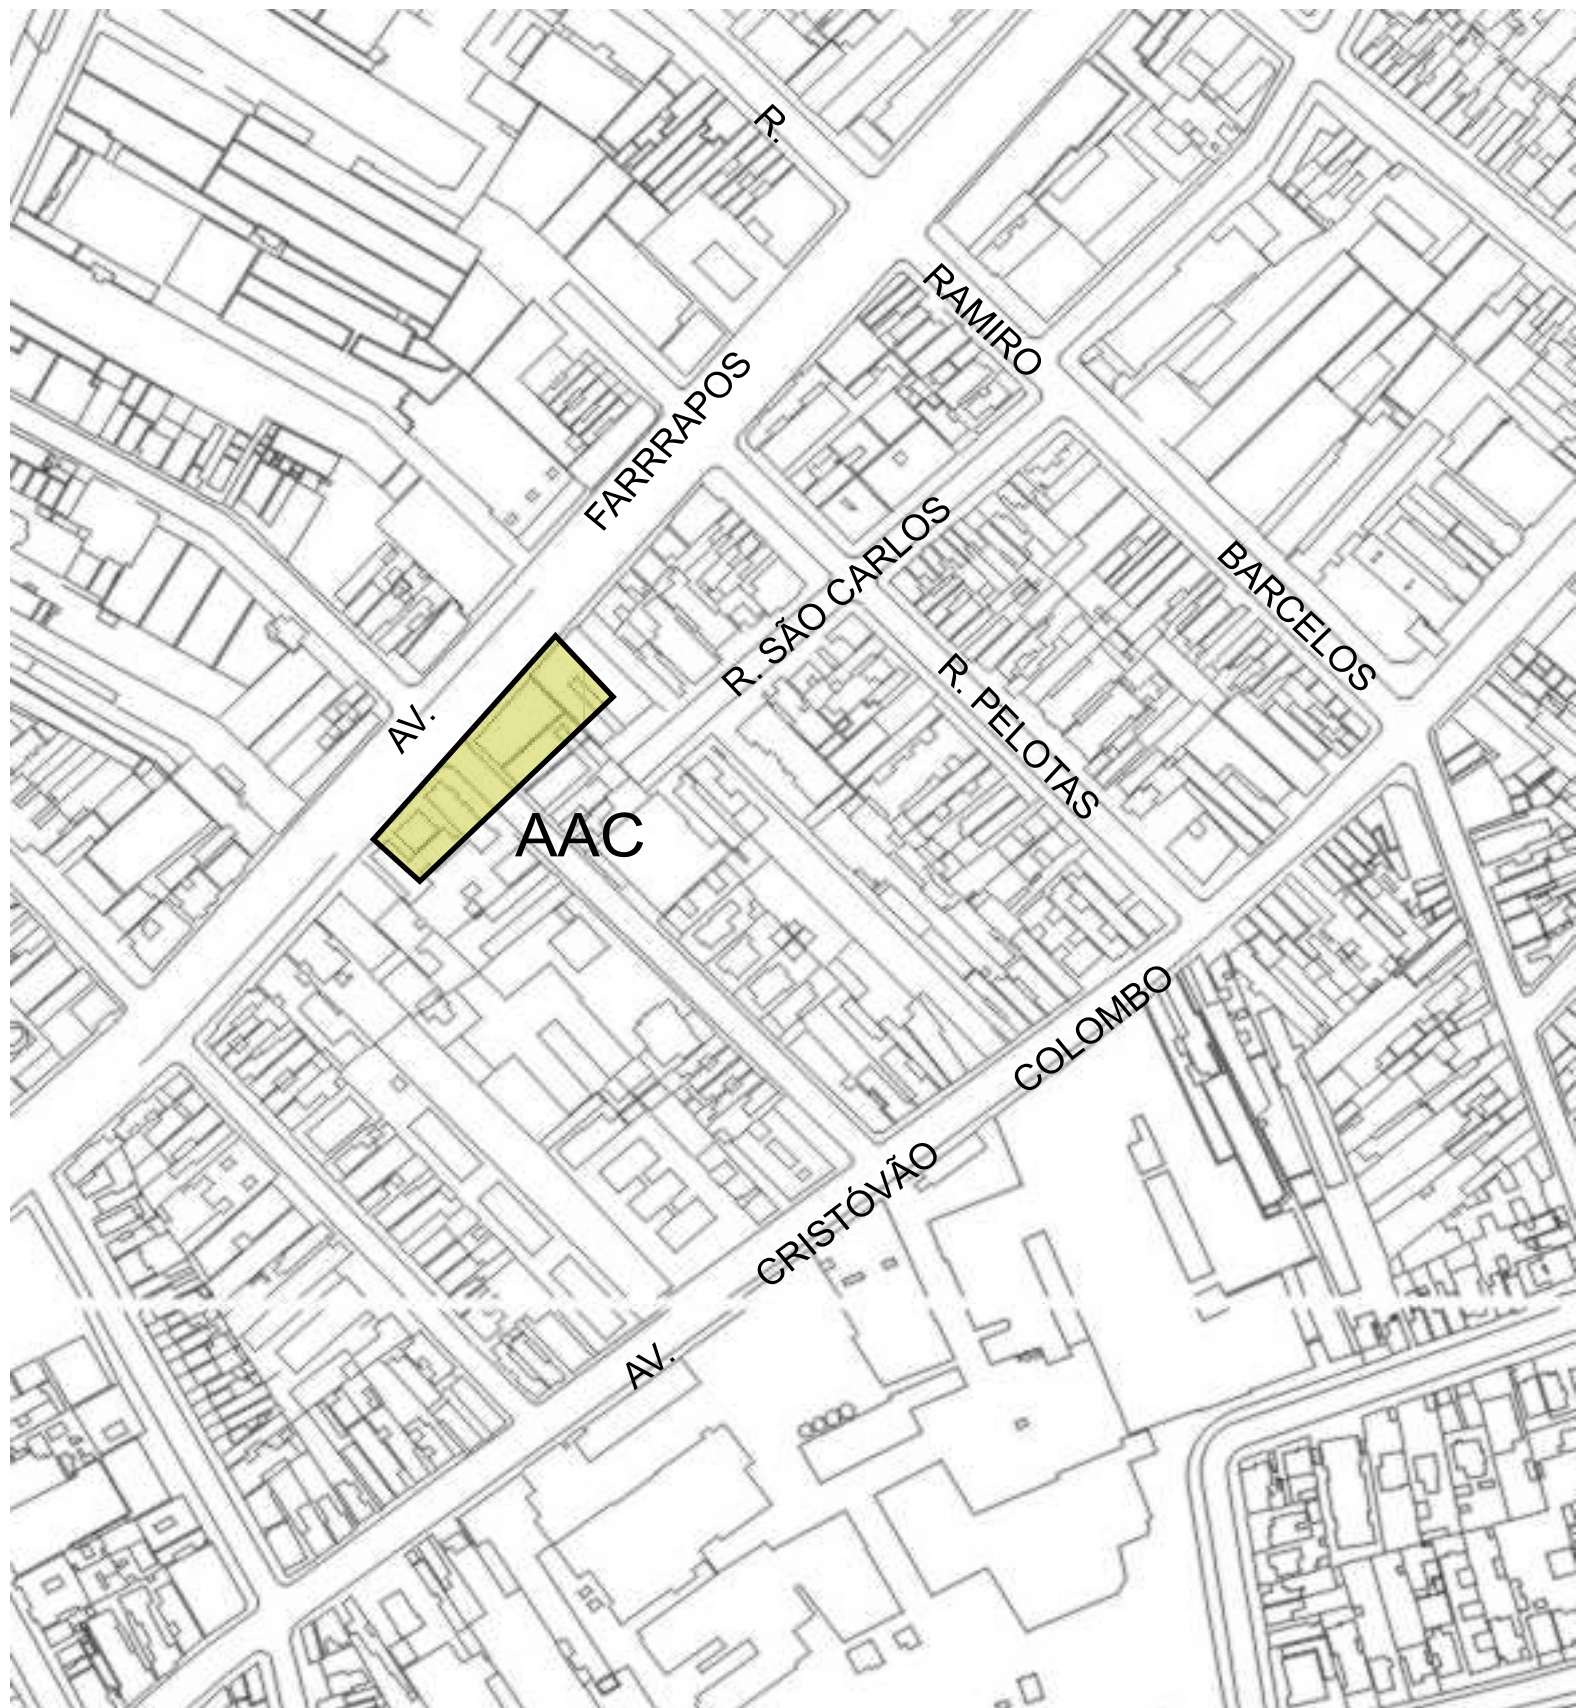 R. RAMIRO BARCELOS
AV. FARRRAPOS
R. SÃO CARLOS
R. PELOTAS
AAC
AV. CRISTÓVÃO COLOMBO